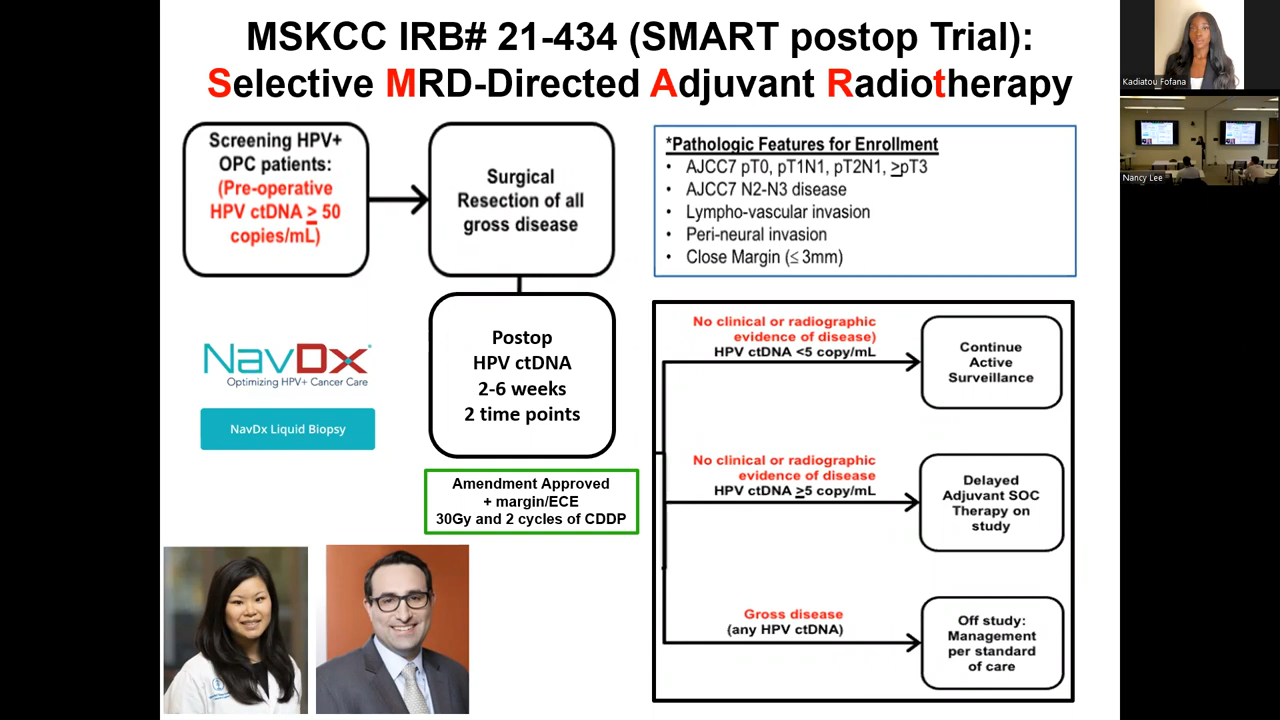 MSKCC IRB# 21-434 (SMART postop Trial):
Selective MRD-Directed Adjuvant Radiotherapy
Screening HPV+
OPC patients:
(Pre-operative
HPV ctDNA ≥ 50
copies/mL)
Surgical
Resection of all
gross disease
*Pathologic Features for Enrollment
• AJCC7 pT0, pT1N1, pT2N1, ≥pT3
• AJCC7 N2-N3 disease
• Lympho-vascular invasion
• Peri-neural invasion
• Close Margin (≤ 3mm)
NavDx
Optimizing HPV+ Cancer Care
NavDx Liquid Biopsy
Postop
HPV ctDNA
2-6 weeks
2 time points
Amendment Approved
+ margin/ECE
30Gy and 2 cycles of CDDP
No clinical or radiographic
evidence of disease)
HPV ctDNA <5 copy/mL
Continue
Active
Surveillance
No clinical or radiographic
evidence of disease
HPV ctDNA ≥5 copy/mL
Delayed
Adjuvant SOC
Therapy on
study
Gross disease
(any HPV ctDNA)
Off study:
Management
per standard
of care
Kadiatou Fofana
Nancy Lee